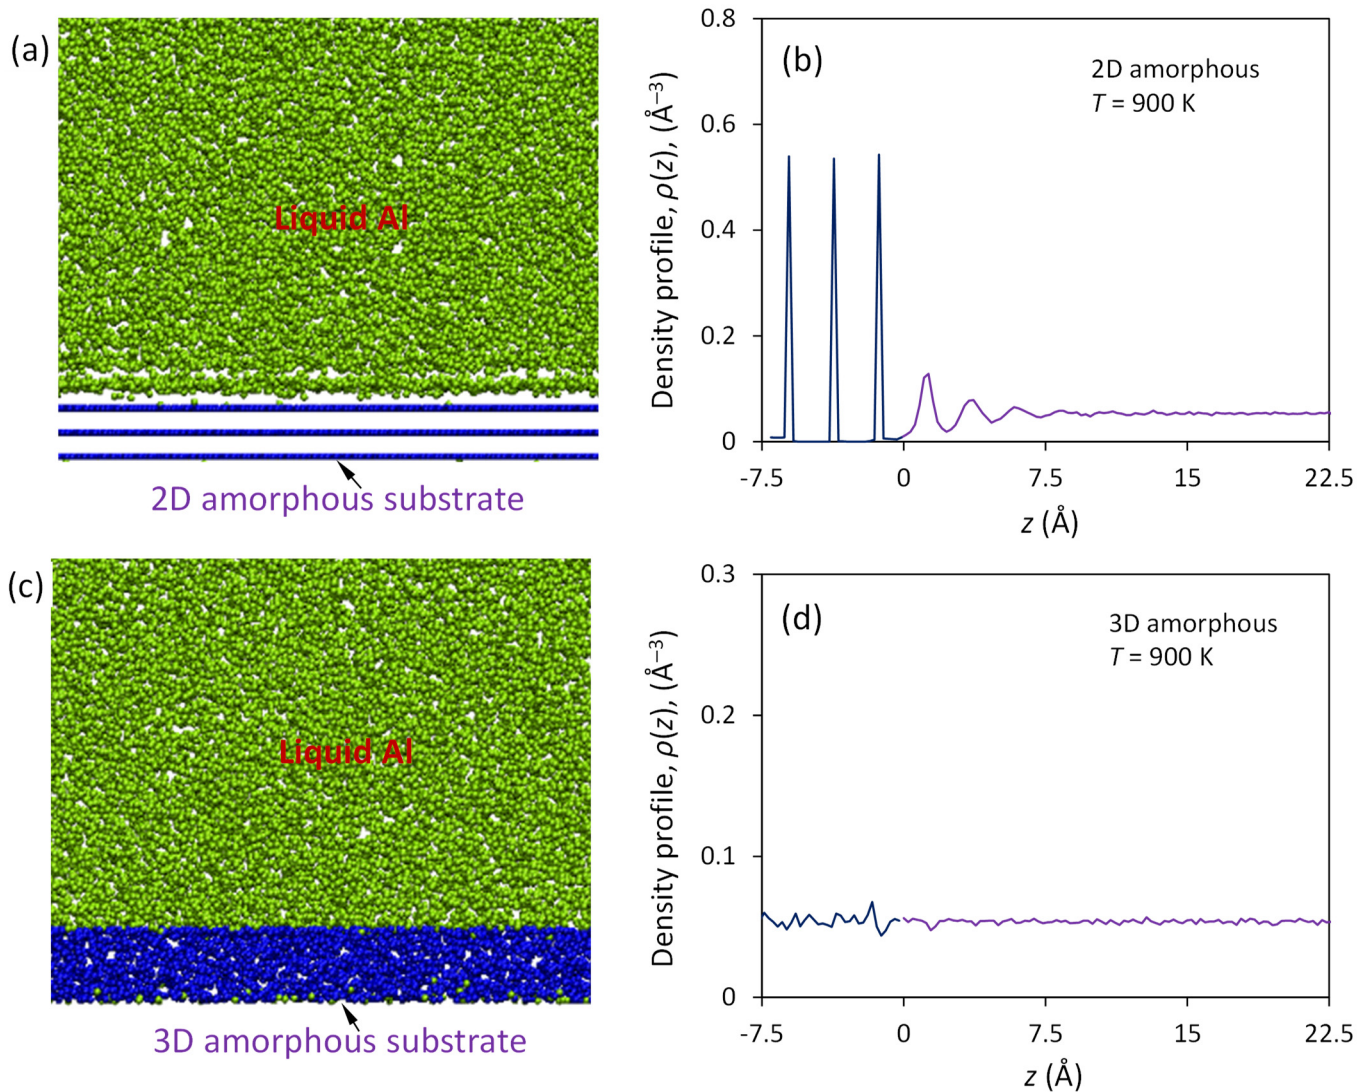 (a)
Liquid Al
2D amorphous substrate
(b)
2D amorphous
T = 900 K
Density profile, ρ(z), (Å⁻³)
0.8
0.6
0.4
0.2
0
-7.5 0 7.5 15 22.5
z (Å)
(c)
Liquid Al
3D amorphous substrate
(d)
3D amorphous
T = 900 K
Density profile, ρ(z), (Å⁻³)
0.3
0.2
0.1
0
-7.5 0 7.5 15 22.5
z (Å)